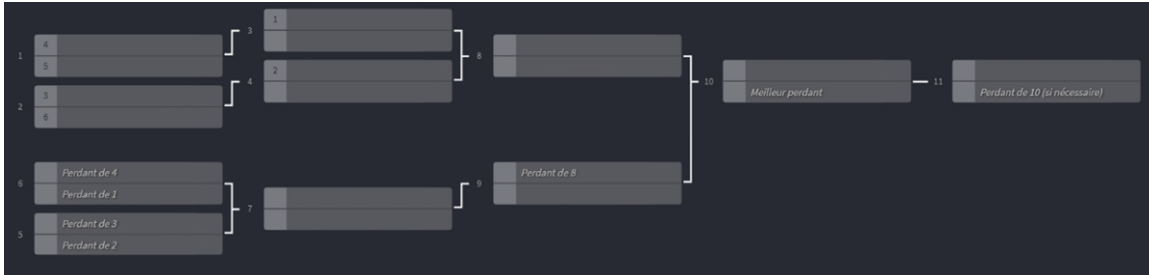 1
4
5
2
3
6
3
1
4
2
8
10
Meilleur perdant
11
Perdant de 10 (si nécessaire)
6
Perdant de 4
Perdant de 1
5
Perdant de 3
Perdant de 2
7
9
Perdant de 8